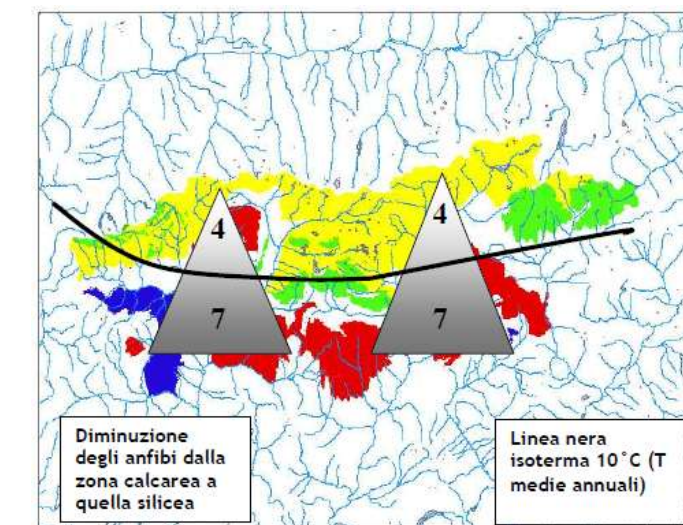 4
4
7
7
Diminuzione
degli anfibi dalla
zona calcarea a
quella silicea
Linea nera
isoterma 10°C (T
medie annuali)